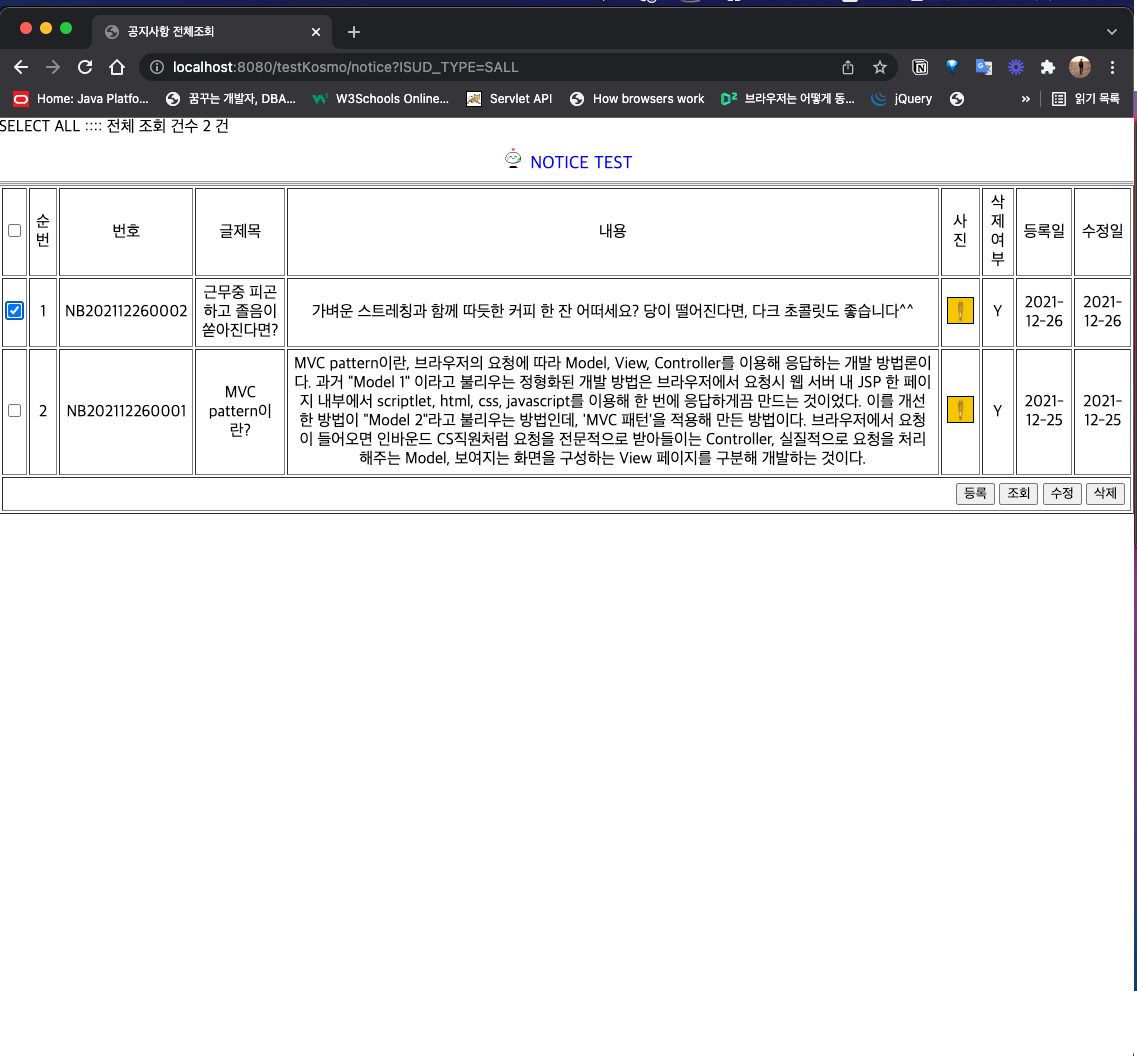 공지사항 전체조회
localhost:8080/testKosmo/notice?ISUD_TYPE=SALL
Home: Java Platfo... 꿈꾸는 개발자, DBA... W3Schools Online... Servlet API How browsers work 브라우저는 어떻게 동... jQuery » 읽기 목록
SELECT ALL :::: 전체 조회 건수 2 건
NOTICE TEST
순번 번호 글제목 내용 사진 삭제여부 등록일 수정일
1
NB202112260002
근무중 피곤
하고 졸음이
쏟아진다면?
가벼운 스트레칭과 함께 따듯한 커피 한 잔 어떠세요? 당이 떨어진다면, 다크 초콜릿도 좋습니다^^
Y
2021-
12-26
2021-
12-26
2
NB202112260001
MVC
pattern이
란?
MVC pattern이란, 브라우저의 요청에 따라 Model, View, Controller를 이용해 응답하는 개발 방법론이
다. 과거 "Model 1" 이라고 불리우는 정형화된 개발 방법은 브라우저에서 요청시 웹 서버 내 JSP 한 페이
지 내부에서 scriptlet, html, css, javascript를 이용해 한 번에 응답하게끔 만드는 것이었다. 이를 개선
한 방법이 "Model 2"라고 불리우는 방법인데, 'MVC 패턴'을 적용해 만든 방법이다. 브라우저에서 요청
이 들어오면 인바운드 CS직원처럼 요청을 전문적으로 받아들이는 Controller, 실질적으로 요청을 처리
해주는 Model, 보여지는 화면을 구성하는 View 페이지를 구분해 개발하는 것이다.
Y
2021-
12-25
2021-
12-25
등록 조회 수정 삭제